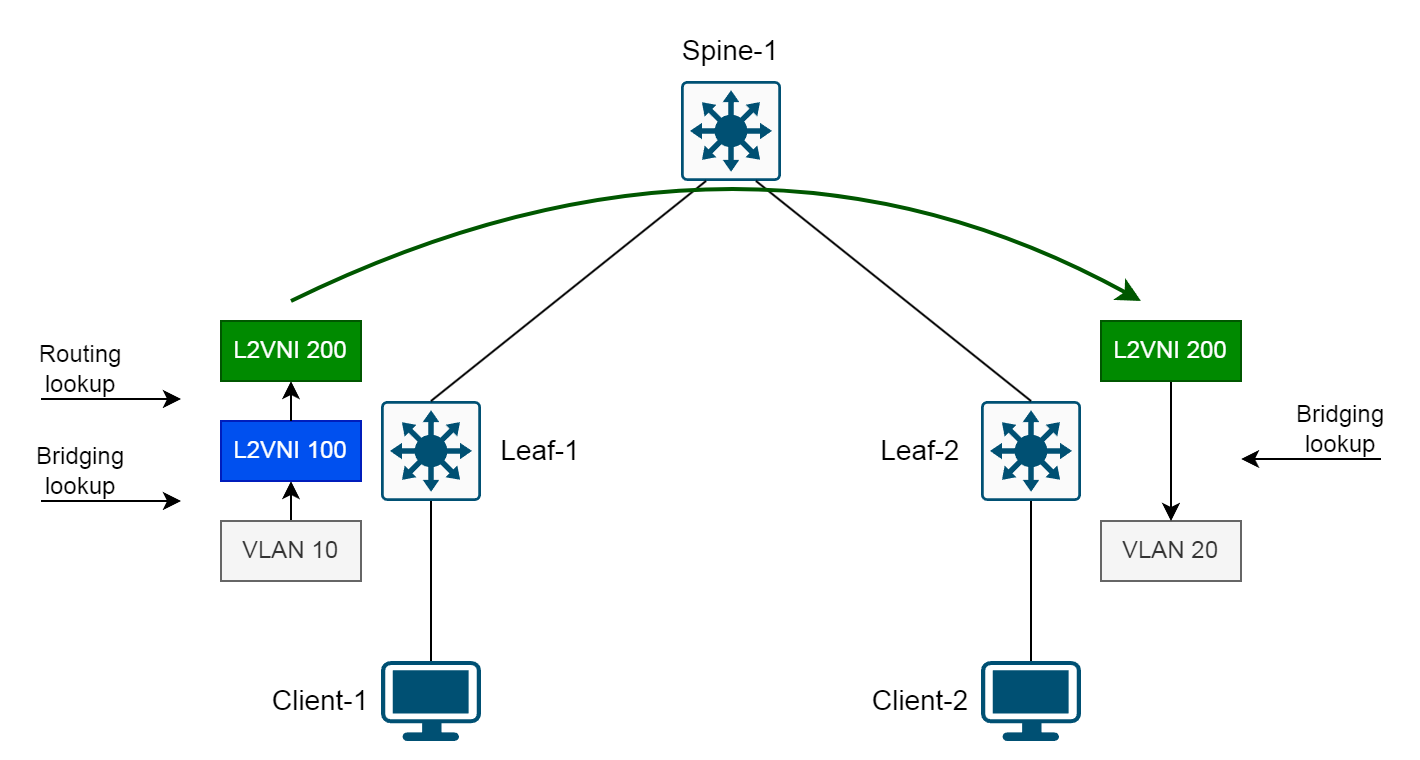 Spine-1
L2VNI 200
L2VNI 200
Routing
lookup
Bridging
lookup
L2VNI 100
Leaf-1
Leaf-2
Bridging
lookup
VLAN 10
VLAN 20
Client-1
Client-2